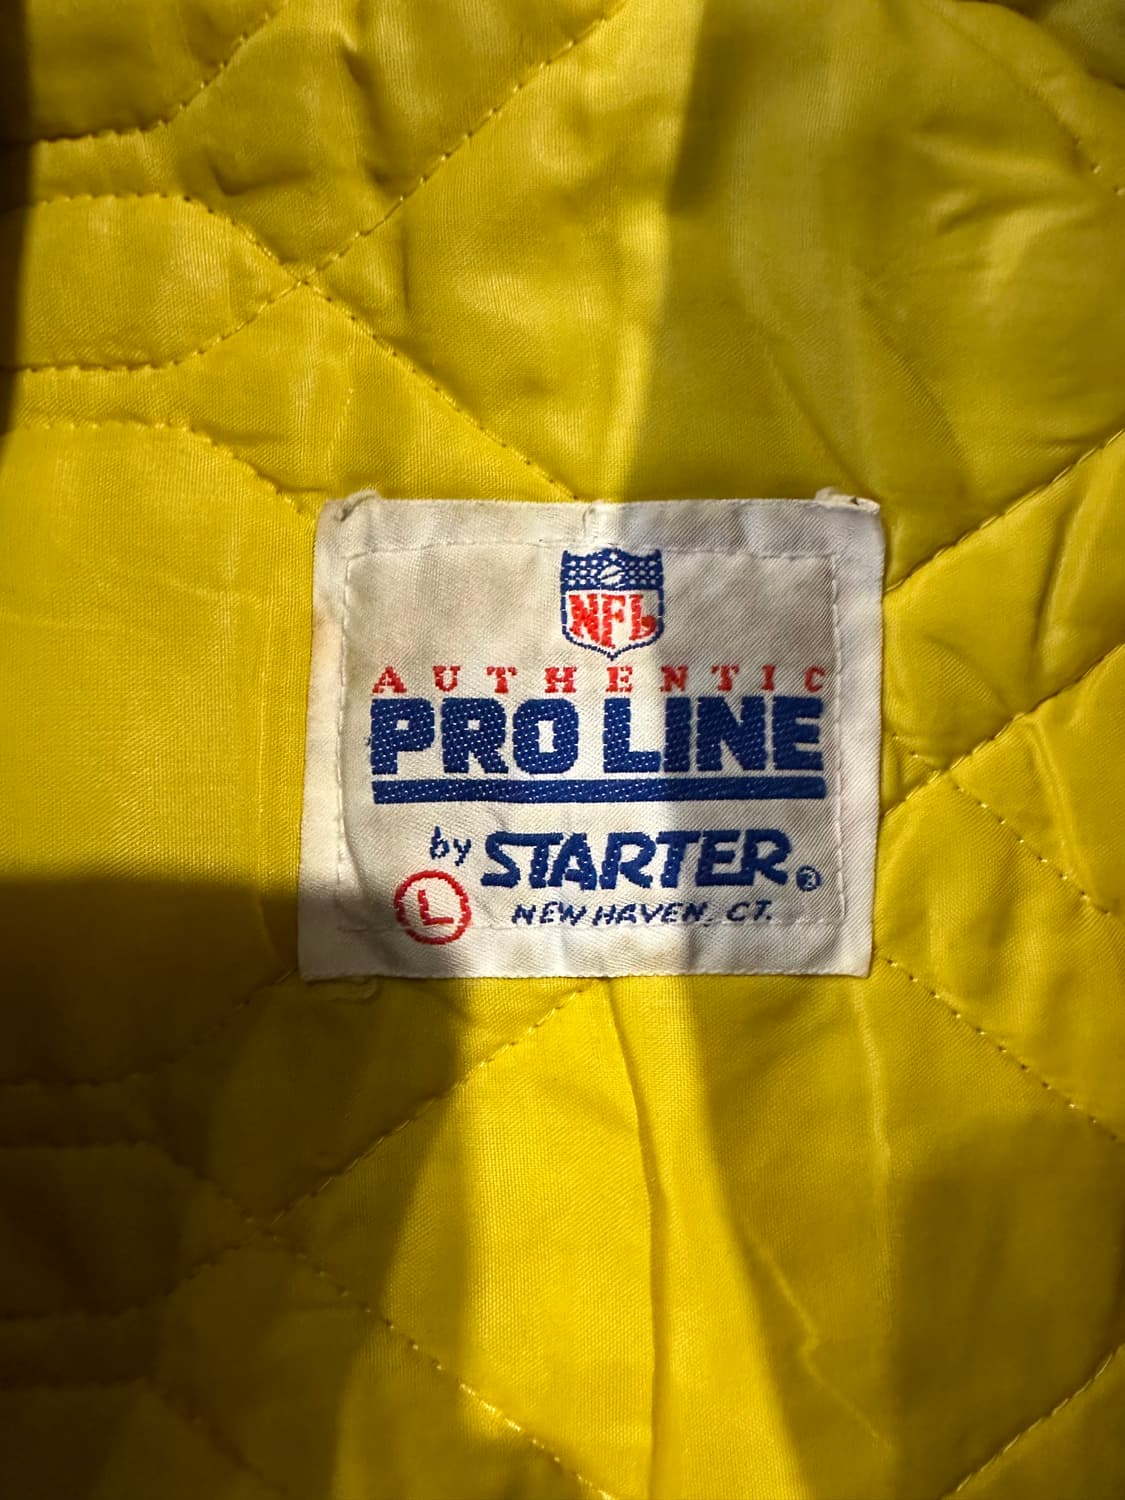 NFL
AUTHENTIC
PRO LINE
by STARTER®
L
NEW HAVEN, CT.